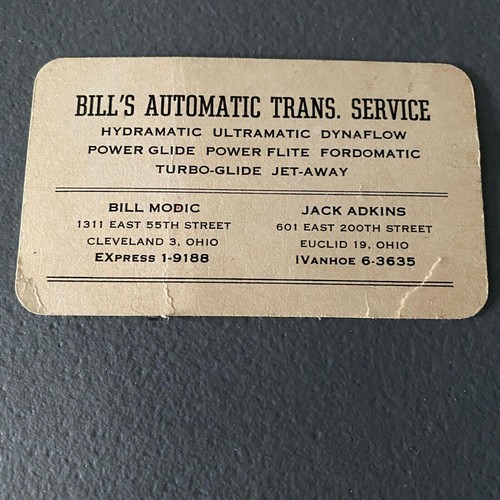 BILL'S AUTOMATIC TRANS. SERVICE
HYDRAMATIC ULTRAMATIC DYNAFLOW
POWER GLIDE POWER FLITE FORDOMATIC
TURBO-GLIDE JET-AWAY
BILL MODIC
1311 EAST 55TH STREET
CLEVELAND 3, OHIO
EXpress 1-9188
JACK ADKINS
601 EAST 200TH STREET
EUCLID 19, OHIO
IVanhoe 6-3635